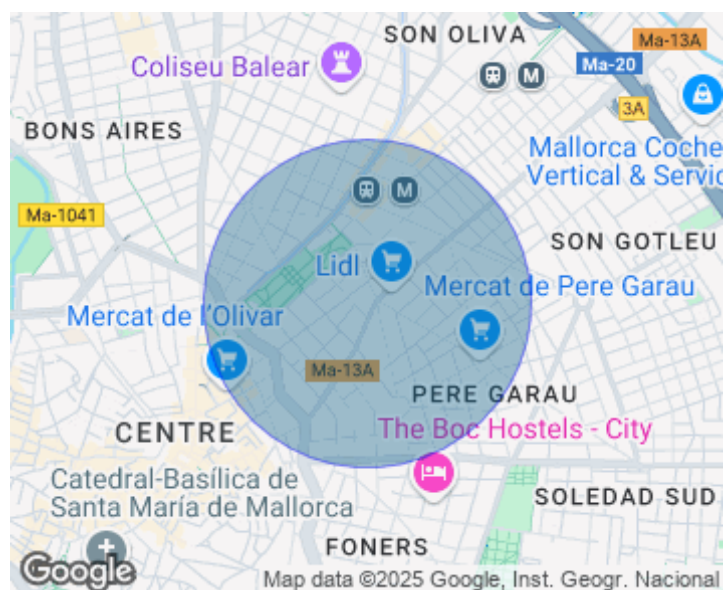 SON OLIVA
Ma-13A
Coliseu Balear
Ma-20
M
3A
BONS AIRES
Mallorca Coche
Vertical & Servic
M
Ma-1041
SON GOTLEU
Lidl
Mercat de Pere Garau
Mercat de l'Olivar
Ma-13A
PERE GARAU
CENTRE
The Boc Hostels - City
Catedral-Basílica de
Santa María de Mallorca
SOLEDAD SUD
FONERS
Google
Map data ©2025 Google, Inst. Geogr. Nacional